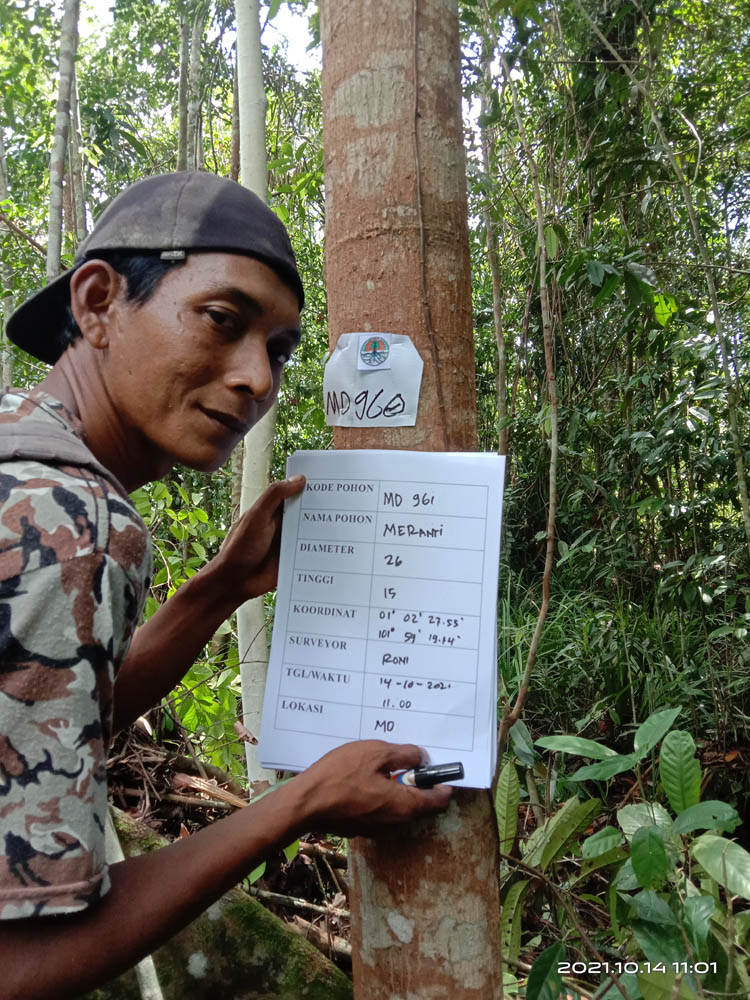 MD 960
KODE POHON MD 961
NAMA POHON MERANTI
DIAMETER 26
TINGGI 15
KOORDINAT 01° 02' 27.55'
101° 59' 19.14'
SURVEYOR RONI
TGL/WAKTU 14-10-2021
11.00
LOKASI MD
2021.10.14 11:01